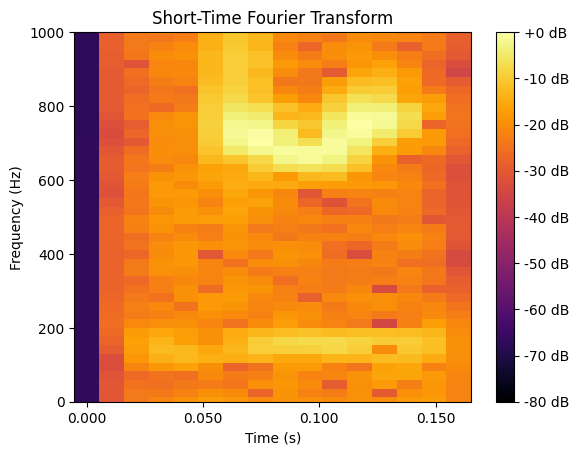 Short-Time Fourier Transform
1000
800
600
400
200
0
Frequency (Hz)
0.000
0.050
0.100
0.150
Time (s)
+0 dB
-10 dB
-20 dB
-30 dB
-40 dB
-50 dB
-60 dB
-70 dB
-80 dB